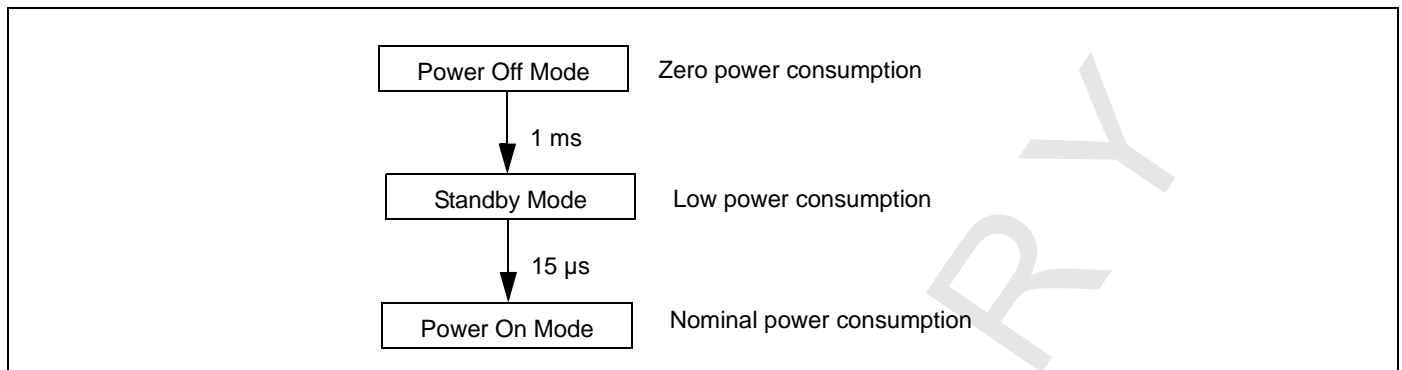 Power Off Mode Zero power consumption
1 ms
Standby Mode Low power consumption
15 µs
Power On Mode Nominal power consumption
R Y